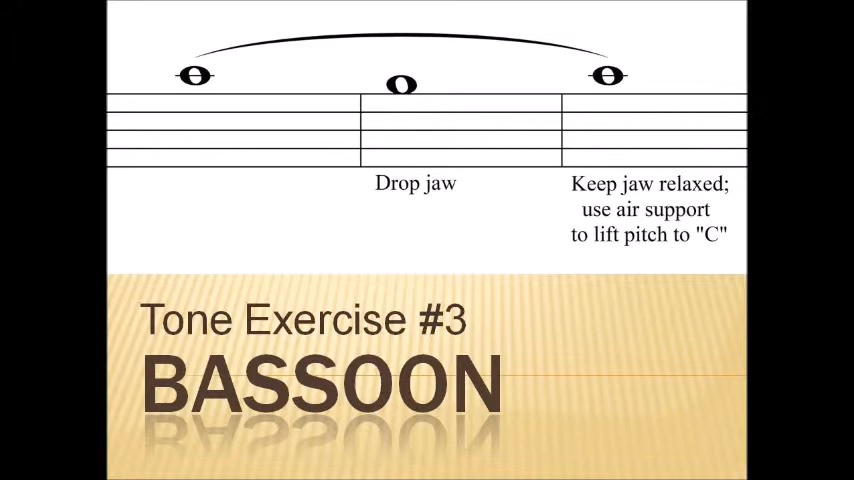 Drop jaw
Keep jaw relaxed;
use air support
to lift pitch to "C"
Tone Exercise #3
BASSOON